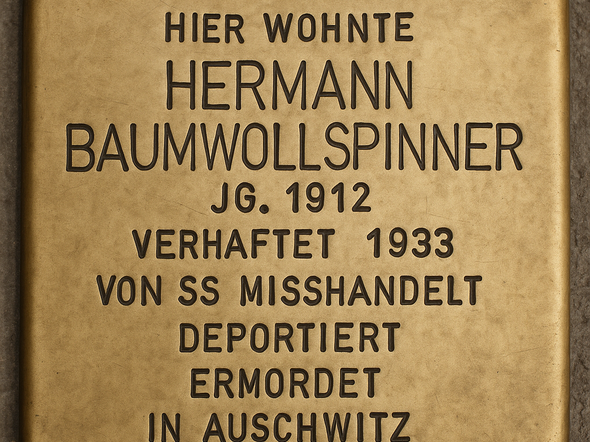 HIER WOHNTE
HERMANN
BAUMWOLLSPINNER
JG. 1912
VERHAFTET 1933
VON SS MISSHANDELT
DEPORTIERT
ERMORDET
IN AUSCHWITZ